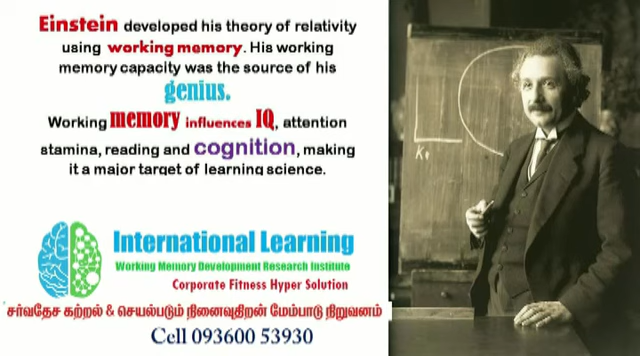 Einstein developed his theory of relativity
using working memory. His working
memory capacity was the source of his
genius.
Working memory influences IQ, attention
stamina, reading and cognition, making
it a major target of learning science.
International Learning
Working Memory Development Research Institute
Corporate Fitness Hyper Solution
சர்வதேச கற்றல் & செயல்படும் நினைவுதிறன் மேம்பாடு நிறுவனம்
Cell 093600 53930